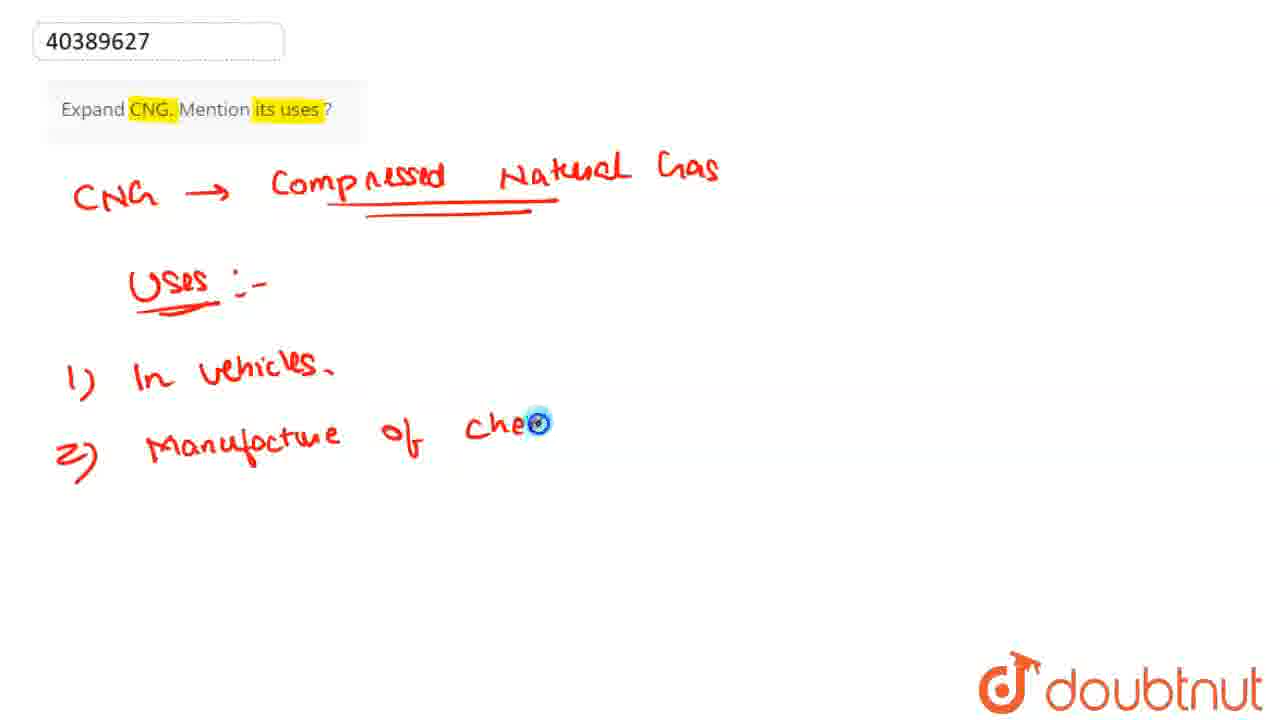 40389627
Expand CNG. Mention its uses ?
CNG → Compressed Natural Gas
Uses :-
1) In vehicles.
2) Manufacture of che
doubtnut